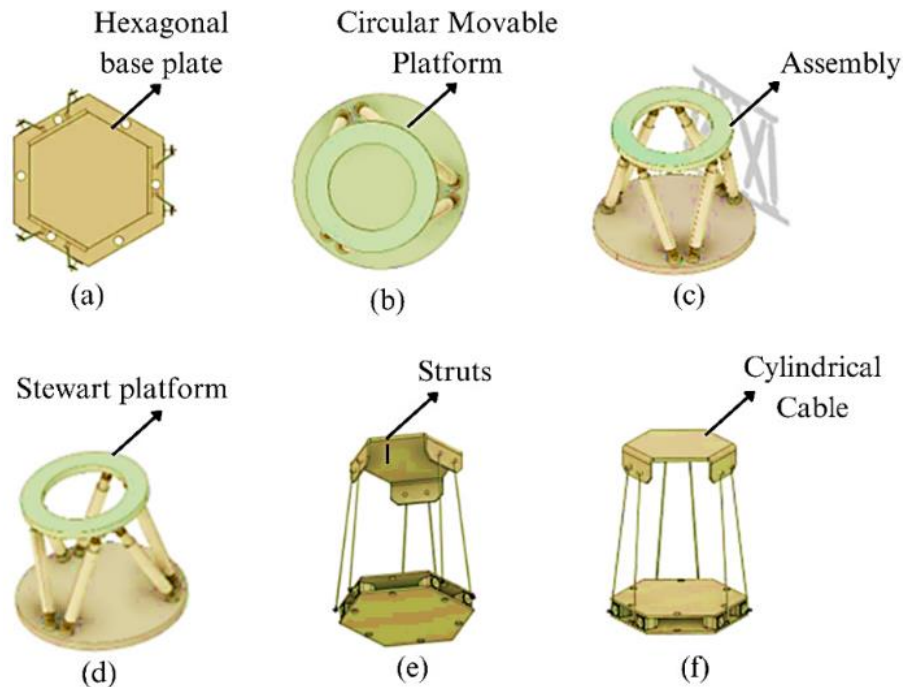 Hexagonal
base plate
Circular Movable
Platform
Assembly
(a)
(b)
(c)
Stewart platform
Struts
Cylindrical
Cable
(d)
(e)
(f)